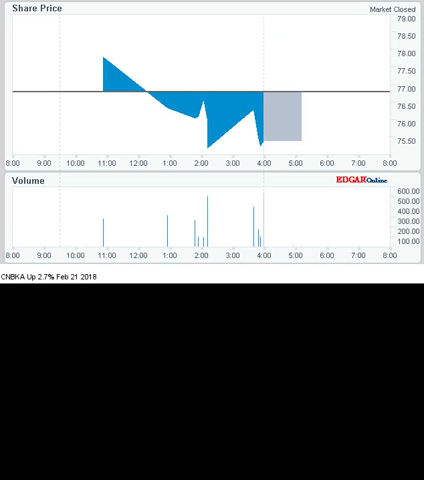 Share Price
Market Closed
79.00
78.50
78.00
77.50
77.00
76.50
76.00
75.50
8:00 9:00 10:00 11:00 12:00 1:00 2:00 3:00 4:00 5:00 6:00 7:00 8:00
Volume
EDGAROnline
600.00
500.00
400.00
300.00
200.00
100.00
8:00 9:00 10:00 11:00 12:00 1:00 2:00 3:00 4:00 5:00 6:00 7:00 8:00
CNBKA Up 2.7% Feb 21 2018